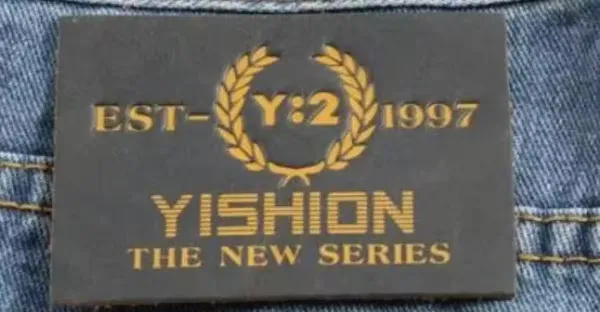 EST- Y:2 1997
YISHION
THE NEW SERIES